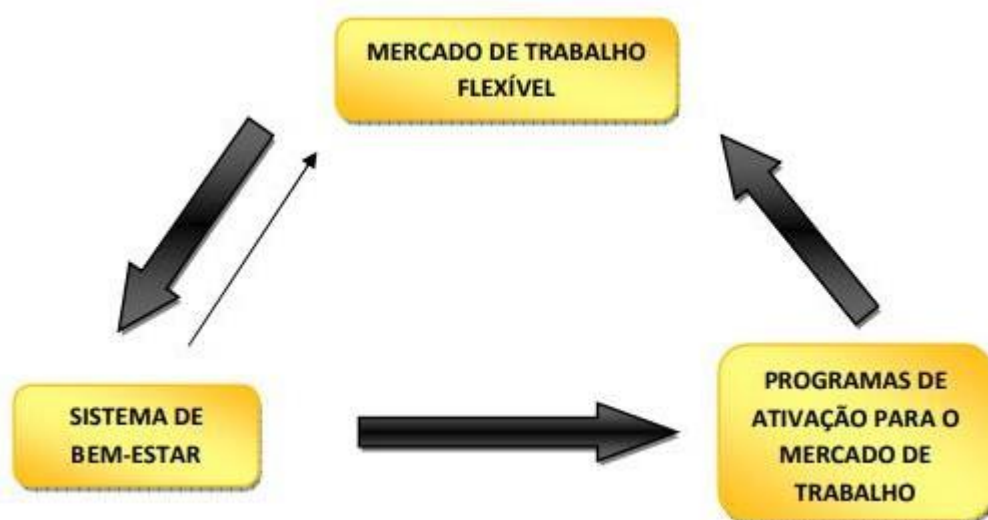 MERCADO DE TRABALHO
FLEXÍVEL
SISTEMA DE
BEM-ESTAR
PROGRAMAS DE
ATIVAÇÃO PARA O
MERCADO DE
TRABALHO